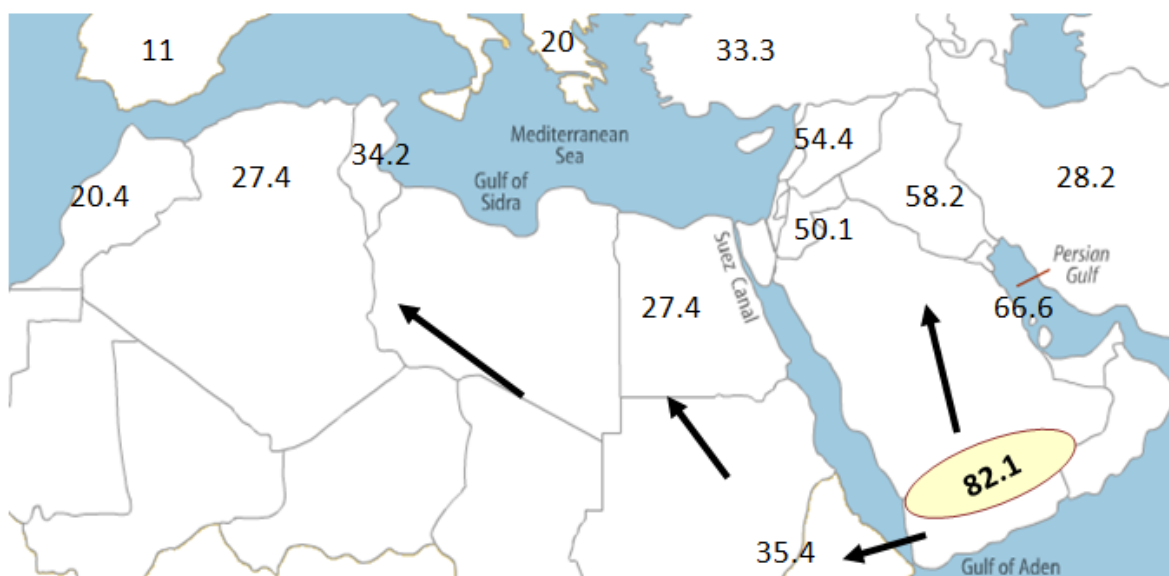 11
20
33.3
Mediterranean
Sea
34.2
54.4
27.4
20.4
Gulf of
Sidra
58.2
28.2
50.1
Suez Canal
Persian
Gulf
27.4
66.6
82.1
35.4
Gulf of Aden